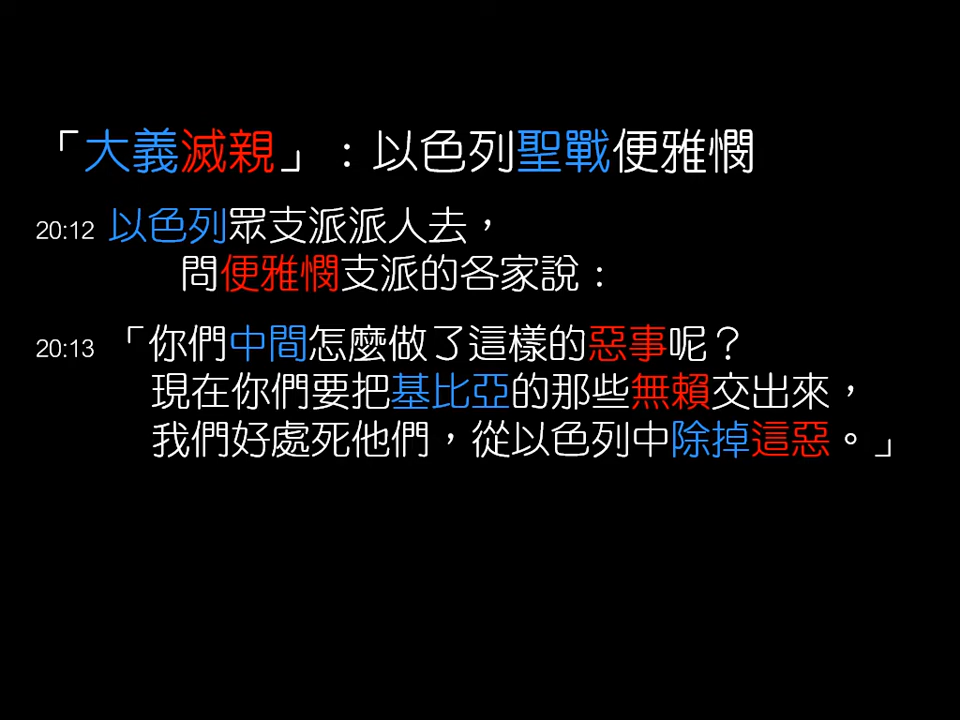 「大義滅親」：以色列聖戰便雅憫
20:12 以色列眾支派派人去，
問便雅憫支派的各家說：
20:13 「你們中間怎麼做了這樣的惡事呢？
現在你們要把基比亞的那些無賴交出來，
我們好處死他們，從以色列中除掉這惡。」